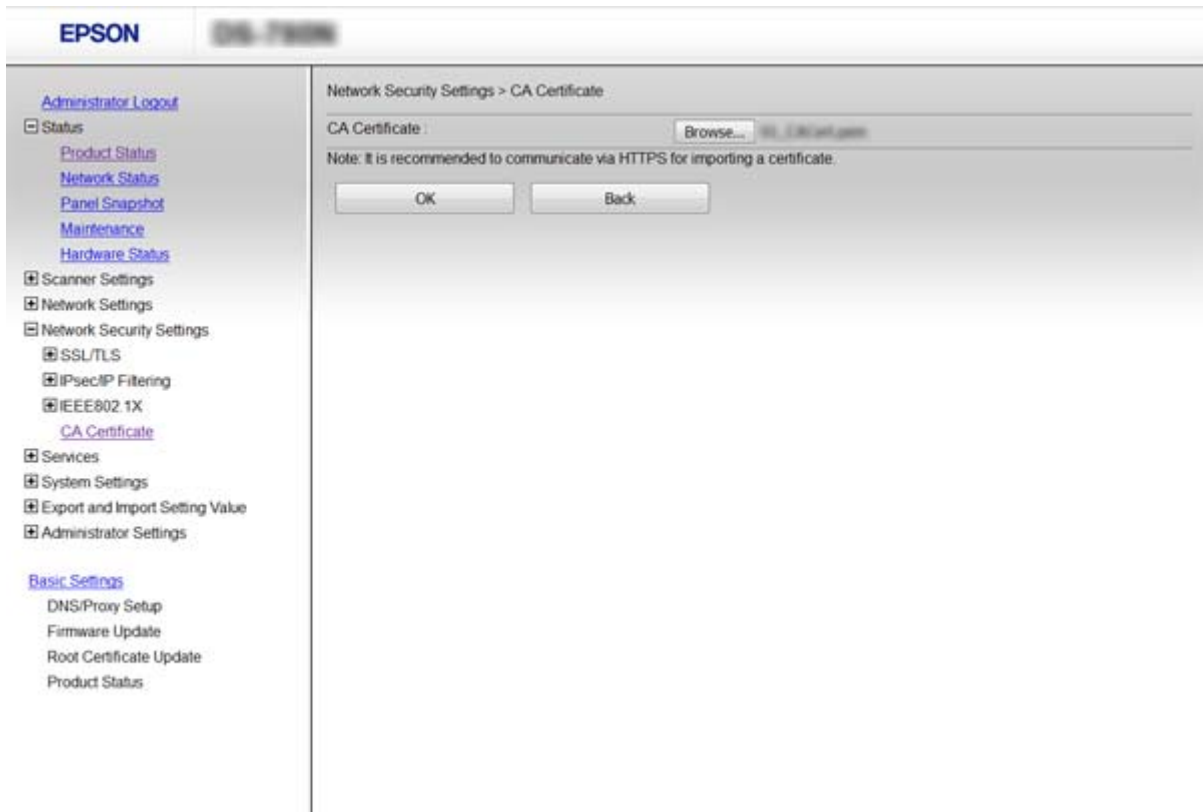 EPSON
Administrator Logout
Status
Product Status
Network Status
Panel Snapshot
Maintenance
Hardware Status
Scanner Settings
Network Settings
Network Security Settings
SSL/TLS
IPsec/IP Filtering
IEEE802.1X
CA Certificate
Services
System Settings
Export and Import Setting Value
Administrator Settings
Basic Settings
DNS/Proxy Setup
Firmware Update
Root Certificate Update
Product Status
Network Security Settings > CA Certificate
CA Certificate : Browse...
Note: It is recommended to communicate via HTTPS for importing a certificate.
OK Back